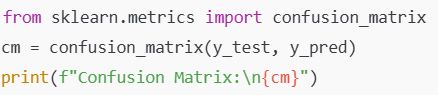 from sklearn.metrics import confusion_matrix
cm = confusion_matrix(y_test, y_pred)
print(f"Confusion Matrix:\n{cm}")